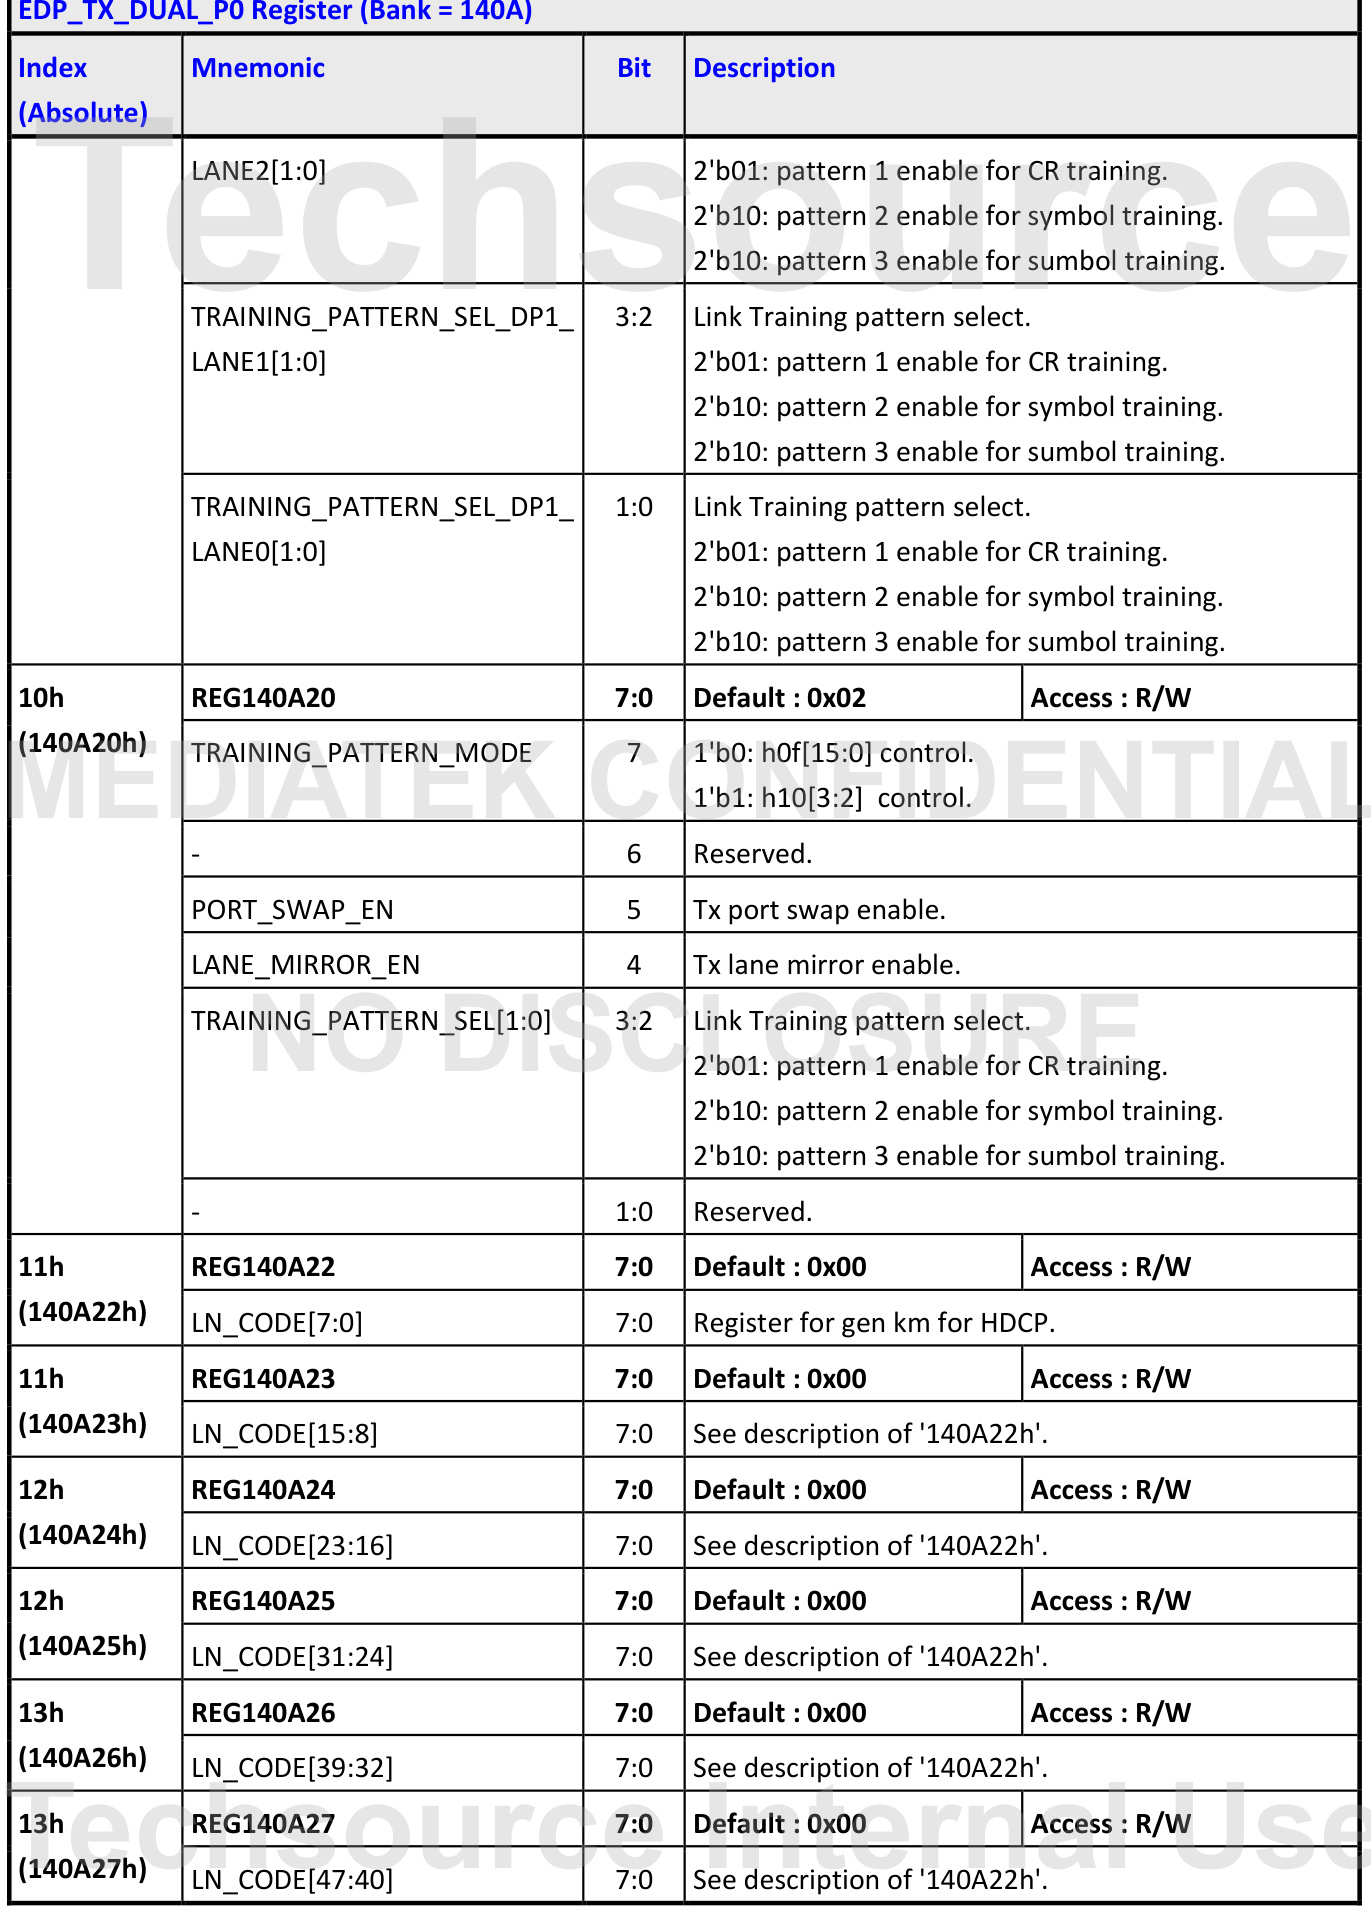 EDP_TX_DUAL_P0 Register (Bank = 140A)
Index
(Absolute)
Mnemonic
Bit
Description
LANE2[1:0]
2'b01: pattern 1 enable for CR training.
2'b10: pattern 2 enable for symbol training.
2'b10: pattern 3 enable for sumbol training.
TRAINING_PATTERN_SEL_DP1_
LANE1[1:0]
3:2
Link Training pattern select.
2'b01: pattern 1 enable for CR training.
2'b10: pattern 2 enable for symbol training.
2'b10: pattern 3 enable for sumbol training.
TRAINING_PATTERN_SEL_DP1_
LANE0[1:0]
1:0
Link Training pattern select.
2'b01: pattern 1 enable for CR training.
2'b10: pattern 2 enable for symbol training.
2'b10: pattern 3 enable for sumbol training.
10h
(140A20h)
REG140A20
7:0
Default : 0x02
Access : R/W
TRAINING_PATTERN_MODE
7
1'b0: h0f[15:0] control.
1'b1: h10[3:2]  control.
-
6
Reserved.
PORT_SWAP_EN
5
Tx port swap enable.
LANE_MIRROR_EN
4
Tx lane mirror enable.
TRAINING_PATTERN_SEL[1:0]
3:2
Link Training pattern select.
2'b01: pattern 1 enable for CR training.
2'b10: pattern 2 enable for symbol training.
2'b10: pattern 3 enable for sumbol training.
-
1:0
Reserved.
11h
(140A22h)
REG140A22
7:0
Default : 0x00
Access : R/W
LN_CODE[7:0]
7:0
Register for gen km for HDCP.
11h
(140A23h)
REG140A23
7:0
Default : 0x00
Access : R/W
LN_CODE[15:8]
7:0
See description of '140A22h'.
12h
(140A24h)
REG140A24
7:0
Default : 0x00
Access : R/W
LN_CODE[23:16]
7:0
See description of '140A22h'.
12h
(140A25h)
REG140A25
7:0
Default : 0x00
Access : R/W
LN_CODE[31:24]
7:0
See description of '140A22h'.
13h
(140A26h)
REG140A26
7:0
Default : 0x00
Access : R/W
LN_CODE[39:32]
7:0
See description of '140A22h'.
13h
(140A27h)
REG140A27
7:0
Default : 0x00
Access : R/W
LN_CODE[47:40]
7:0
See description of '140A22h'.
Techsource
MEDIATEK CONFIDENTIAL
NO DISCLOSURE
Techsource Internal Use